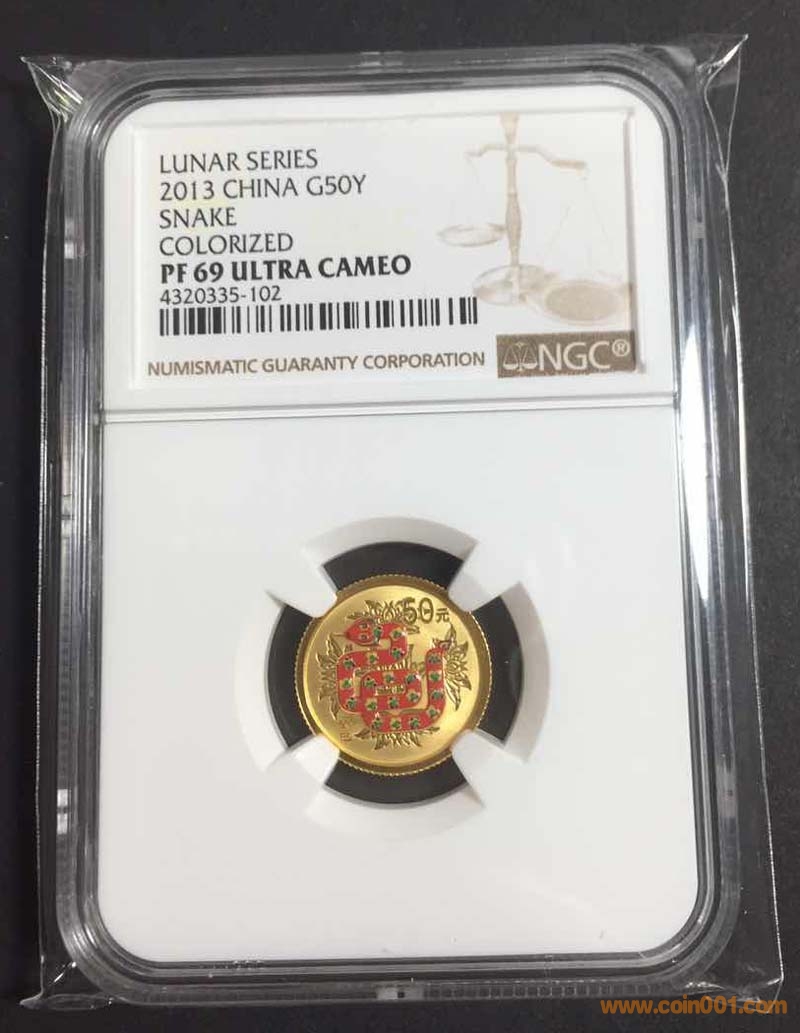 LUNAR SERIES
2013 CHINA G50Y
SNAKE
COLORIZED
PF 69 ULTRA CAMEO
4320335-102
NUMISMATIC GUARANTY CORPORATION
NGC®
50元
www.coin001.com